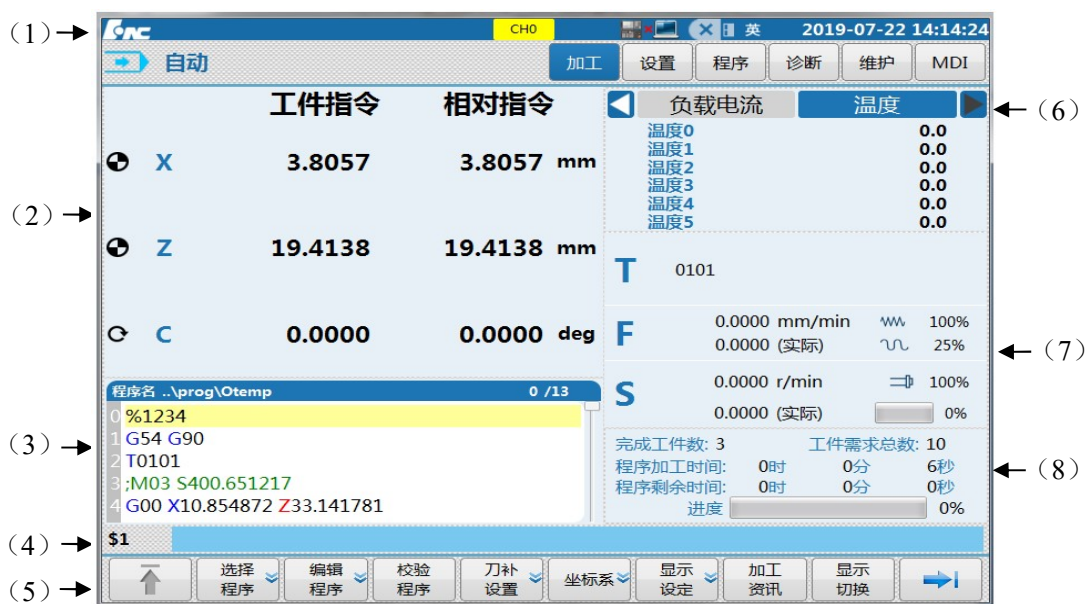 （1）
HNC
CH0
英 2019-07-22 14:14:24
自动
加工 设置 程序 诊断 维护 MDI
工件指令 相对指令
X 3.8057 3.8057 mm
Z 19.4138 19.4138 mm
C 0.0000 0.0000 deg
（2）
负载电流 温度
（6）
温度0 0.0
温度1 0.0
温度2 0.0
温度3 0.0
温度4 0.0
温度5 0.0
T 0101
F 0.0000 mm/min 100%
0.0000 (实际) 25%
（7）
S 0.0000 r/min 100%
0.0000 (实际) 0%
程序名 ..\prog\Otemp 0 /13
0 %1234
1 G54 G90
2 T0101
3 ;M03 S400.651217
4 G00 X10.854872 Z33.141781
（3）
完成工件数: 3 工件需求总数: 10
程序加工时间: 0时 0分 6秒
程序剩余时间: 0时 0分 0秒
进度 0%
（8）
（4）
$1
（5）
选择程序 编辑程序 校验程序 刀补设置 坐标系 显示设定 加工资讯 显示切换